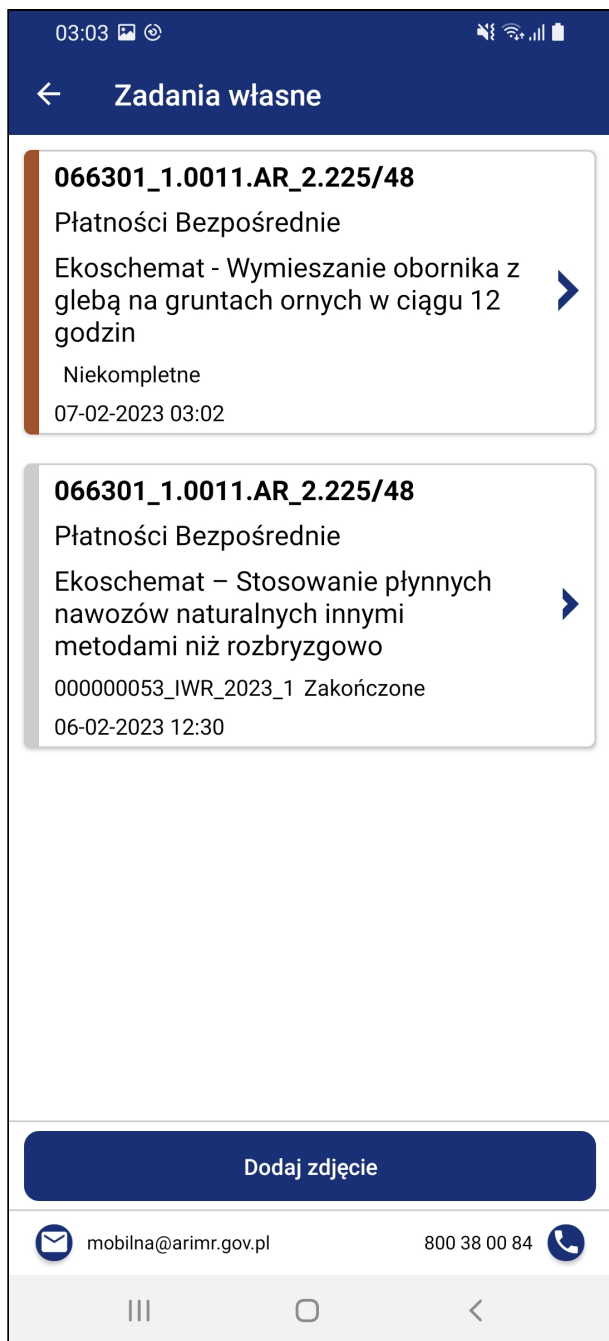 03:03
Zadania własne
066301_1.0011.AR_2.225/48
Płatności Bezpośrednie
Ekoschemat - Wymieszanie obornika z
glebą na gruntach ornych w ciągu 12
godzin
Niekompletne
07-02-2023 03:02
066301_1.0011.AR_2.225/48
Płatności Bezpośrednie
Ekoschemat – Stosowanie płynnych
nawozów naturalnych innymi
metodami niż rozbryzgowo
000000053_IWR_2023_1 Zakończone
06-02-2023 12:30
Dodaj zdjęcie
mobilna@arimr.gov.pl 800 38 00 84